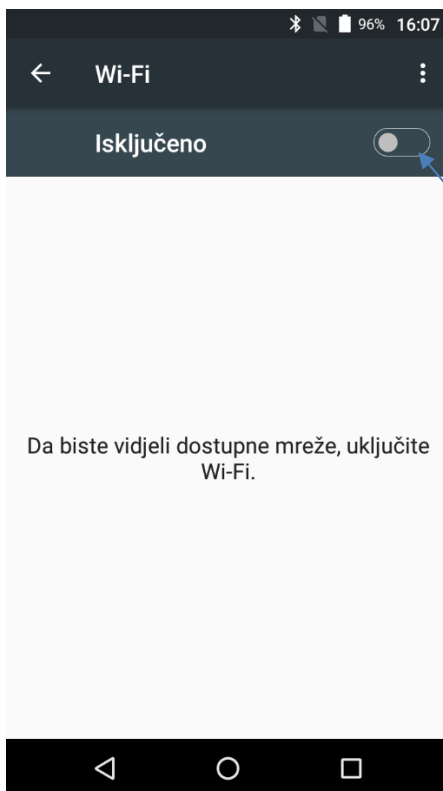 96% 16:07
Wi-Fi
Isključeno
Da biste vidjeli dostupne mreže, uključite
Wi-Fi.